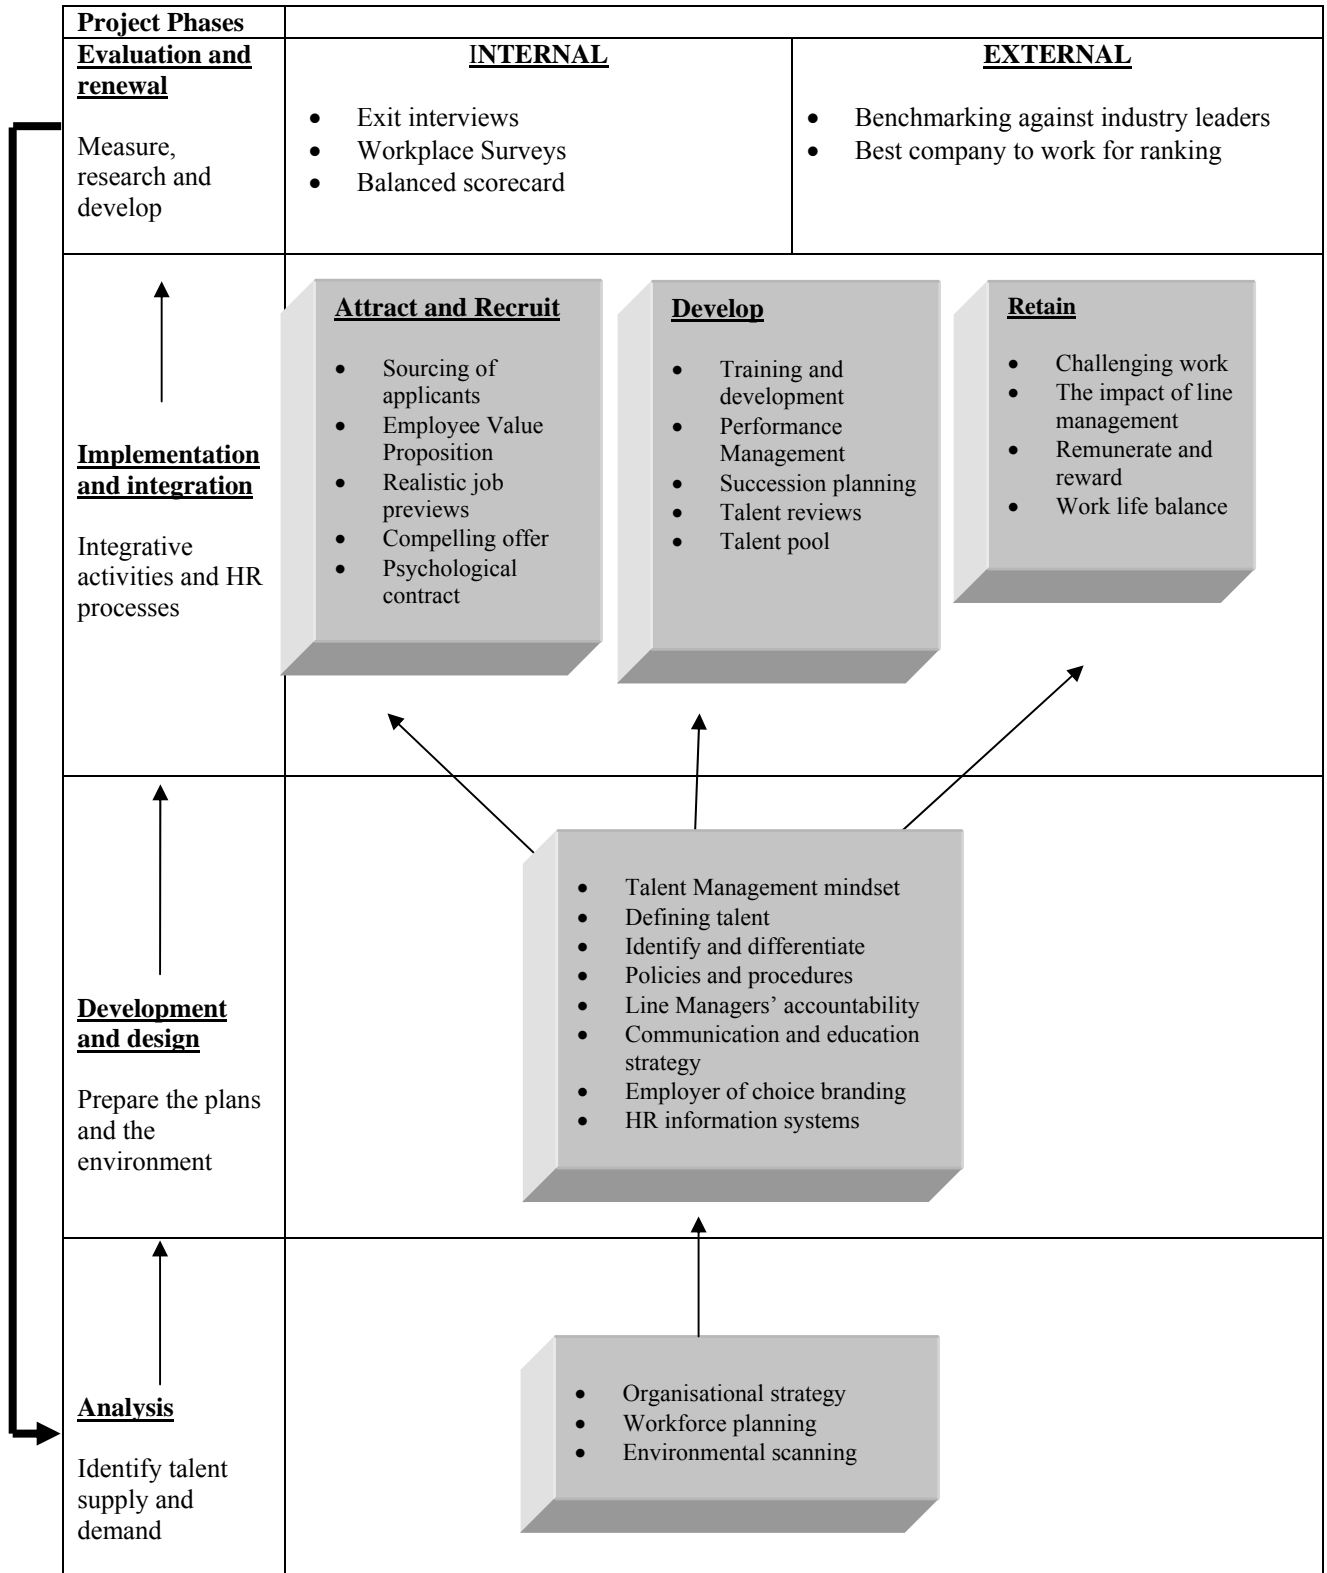 Project Phases
Evaluation and
renewal
Measure,
research and
develop
INTERNAL
• Exit interviews
• Workplace Surveys
• Balanced scorecard
EXTERNAL
• Benchmarking against industry leaders
• Best company to work for ranking
Implementation
and integration
Integrative
activities and HR
processes
Attract and Recruit
• Sourcing of
applicants
• Employee Value
Proposition
• Realistic job
previews
• Compelling offer
• Psychological
contract
Develop
• Training and
development
• Performance
Management
• Succession planning
• Talent reviews
• Talent pool
Retain
• Challenging work
• The impact of line
management
• Remunerate and
reward
• Work life balance
Development
and design
Prepare the plans
and the
environment
• Talent Management mindset
• Defining talent
• Identify and differentiate
• Policies and procedures
• Line Managers’ accountability
• Communication and education
strategy
• Employer of choice branding
• HR information systems
Analysis
Identify talent
supply and
demand
• Organisational strategy
• Workforce planning
• Environmental scanning